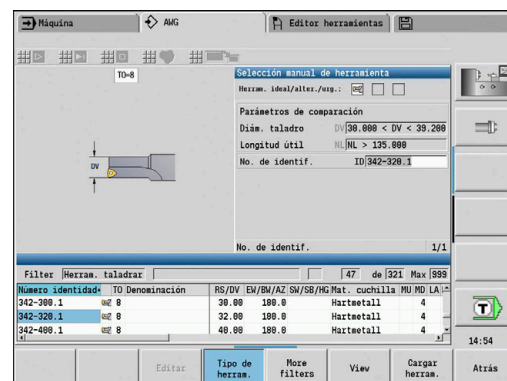 Máquina
AWG
Editor herramientas
TO=8
Selección manual de herramienta
Herram. ideal/alter./urg.:
Parámetros de comparación
Diám. taladro DV 30.000 < DV < 39.200
Longitud útil NL NL > 135.000
No. de identif. ID 342-320.1
DV
No. de identif. 1/1
Filter Herram. taladrar 47 de 321 Max 999
Número identidad TO Denominación RS/DV EW/BW/AZ SW/SB/HG Mat. cuchilla MU MD LA
342-300.1 8 30.00 180.0 Hartmetall 4
342-320.1 8 32.00 180.0 Hartmetall 4
342-400.1 8 40.00 180.0 Hartmetall 4
T
14:54
Editar
Tipo de herram.
More filters
View
Cargar herram.
Atrás